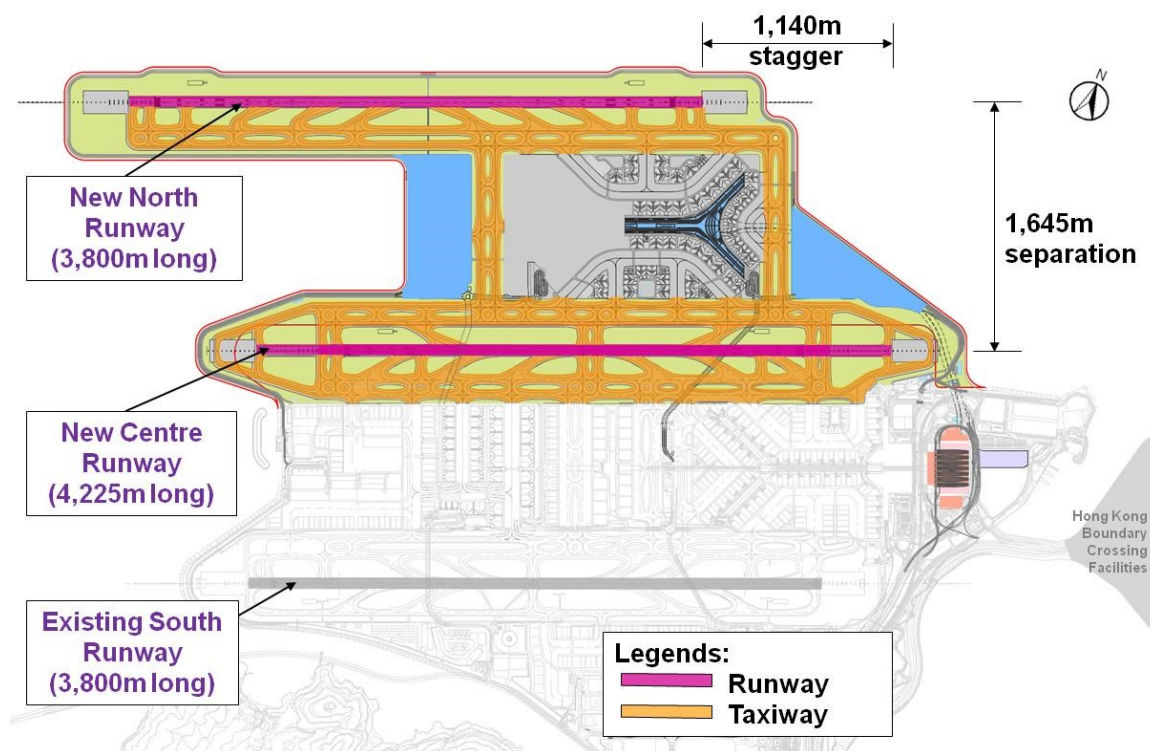 1,140m
stagger
N
New North
Runway
(3,800m long)
1,645m
separation
New Centre
Runway
(4,225m long)
Hong Kong
Boundary
Crossing
Facilities
Existing South
Runway
(3,800m long)
Legends:
Runway
Taxiway